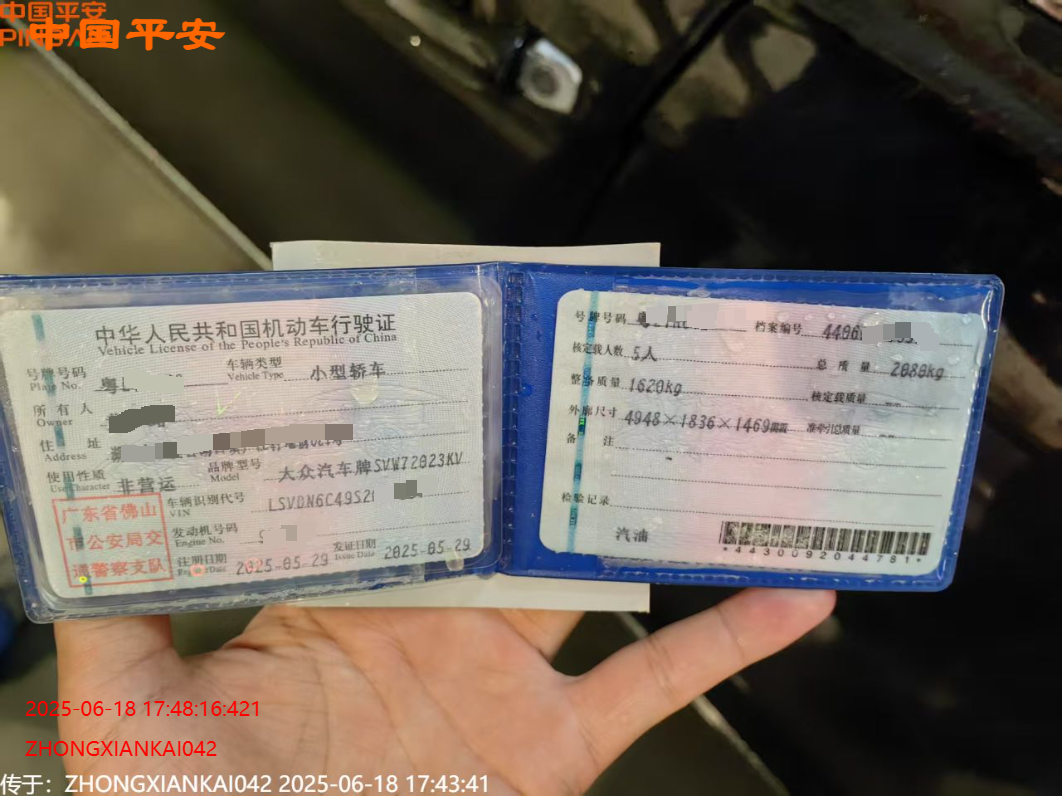 中国平安
中国平安
中华人民共和国机动车行驶证
Vehicle License of the People's Republic of China
号牌号码
Plate No.
粤L
车辆类型
Vehicle Type
小型轿车
所有人
Owner
住址
Address
使用性质
Use Character
非营运
品牌型号
Model
大众汽车牌SVW72023KV
车辆识别代号
VIN
LSVDN6C49S2
发动机号码
Engine No.
注册日期
Register Date
2025-05-29
发证日期
Issue Date
2025-05-29
广东省佛山
市公安局交
通警察支队
号牌号码
档案编号
4406
核定载人数
5人
总质量
2080kg
整备质量
1620kg
核定载质量
--
外廓尺寸
4948×1836×1469mm
准牵引总质量
--
备注
-
检验记录
汽油
*4430092044781*
2025-06-18 17:48:16:421
ZHONGXIANKAI042
传于：ZHONGXIANKAI042 2025-06-18 17:43:41